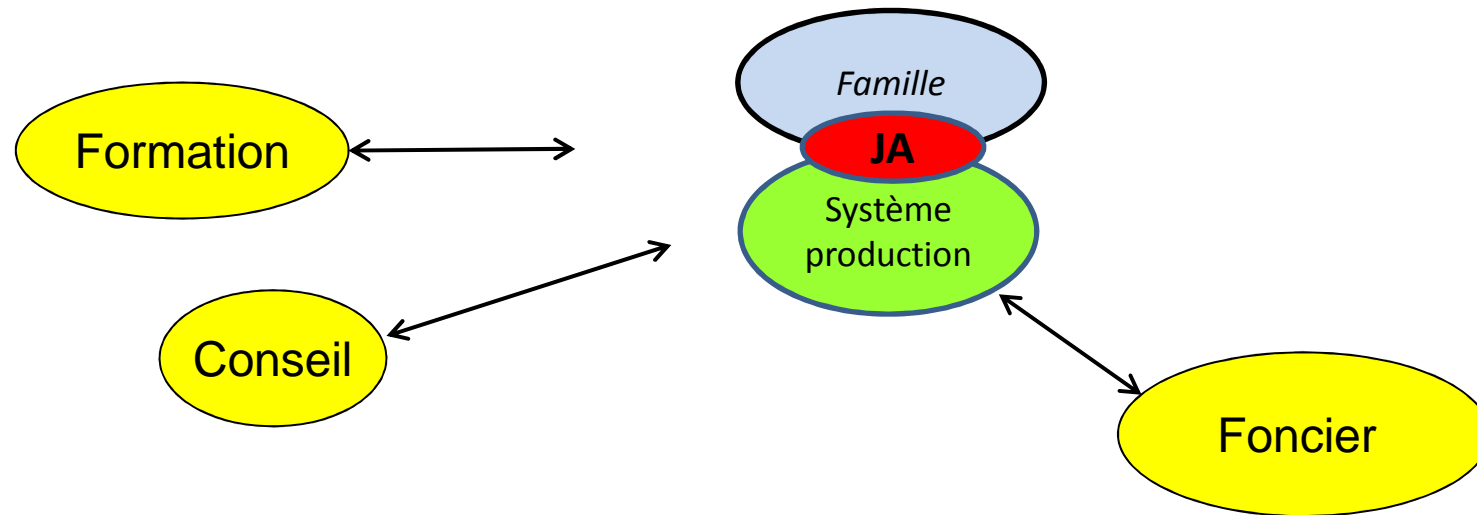 Famille
Formation
JA
Système
production
Conseil
Foncier